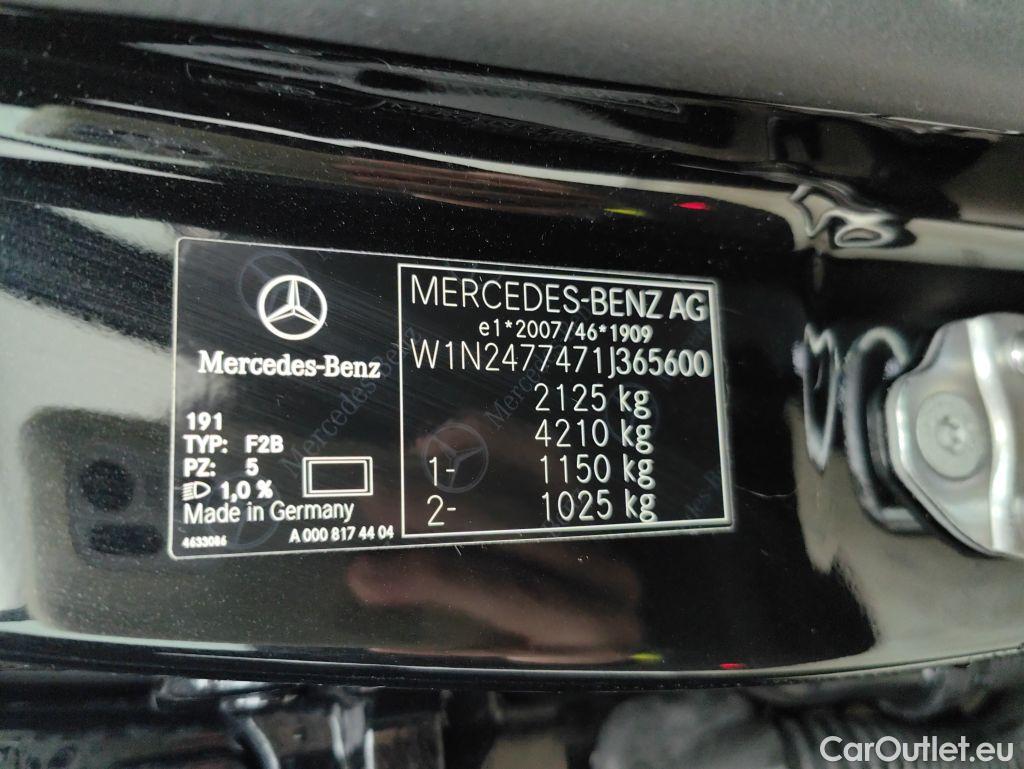 Mercedes-Benz
191
TYP: F2B
PZ: 5
1,0 %
Made in Germany
4633086
A 000 817 44 04
MERCEDES-BENZ AG
e1*2007/46*1909
W1N2477471J365600
2125 kg
4210 kg
1- 1150 kg
2- 1025 kg
CarOutlet.eu